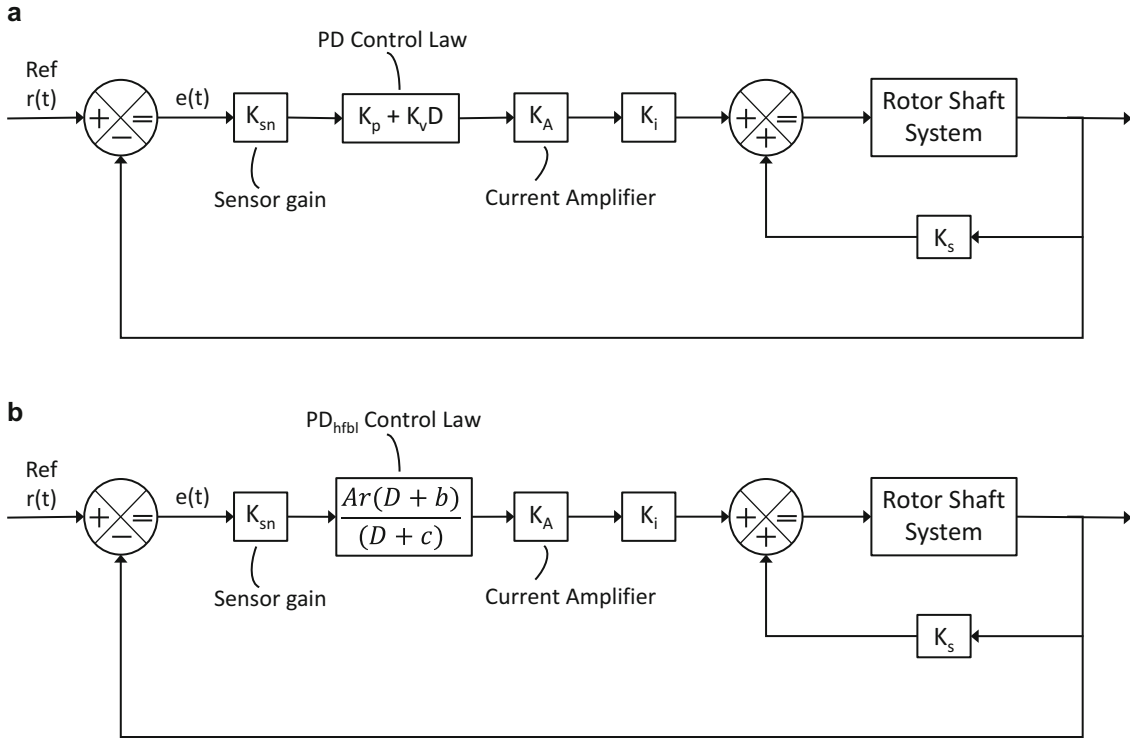 a
PD Control Law
Ref
r(t)
e(t)
+
−
=
K_sn
K_p + K_vD
K_A
K_i
+
+
=
Rotor Shaft
System
Sensor gain
Current Amplifier
K_s
b
PD_hfbl Control Law
Ref
r(t)
e(t)
+
−
=
K_sn
Ar(D + b)
(D + c)
K_A
K_i
+
+
=
Rotor Shaft
System
Sensor gain
Current Amplifier
K_s